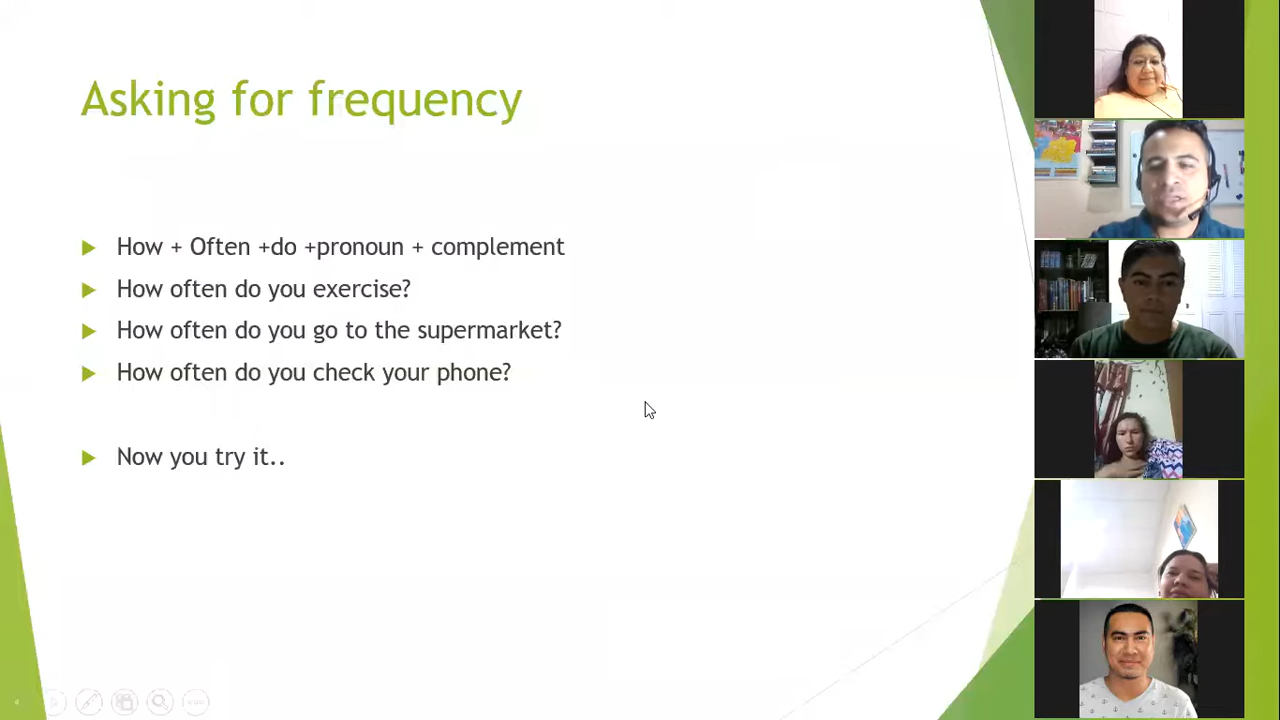 Asking for frequency
How + Often +do +pronoun + complement
How often do you exercise?
How often do you go to the supermarket?
How often do you check your phone?
Now you try it..
4